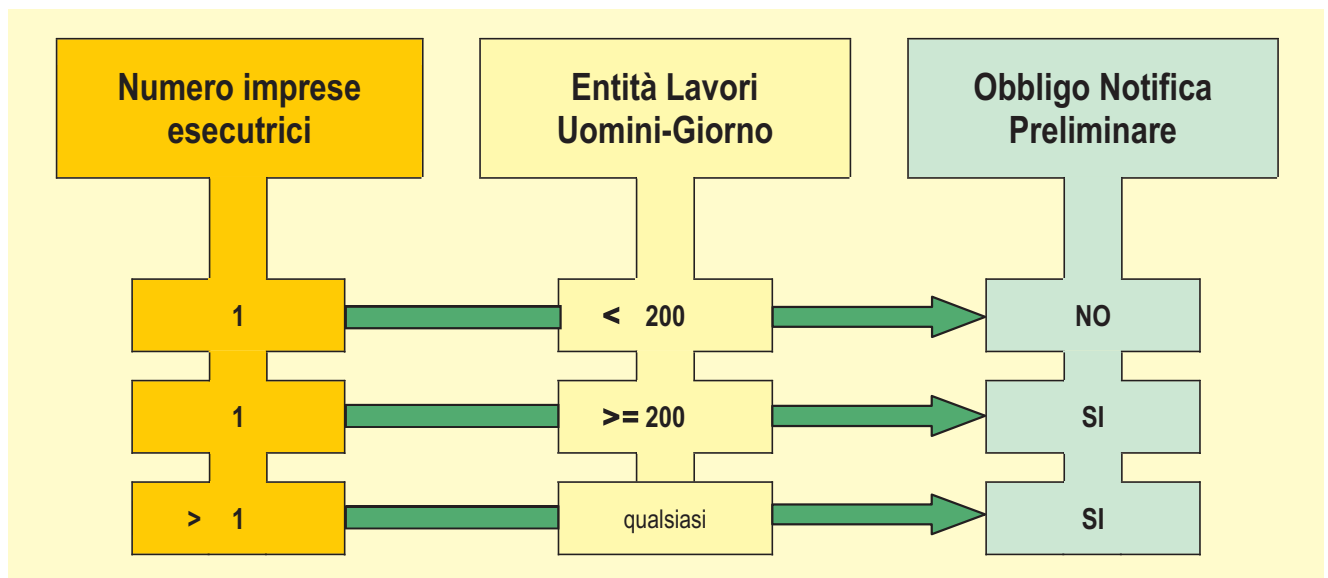 Numero imprese
esecutrici
Entità Lavori
Uomini-Giorno
Obbligo Notifica
Preliminare
1
< 200
NO
1
>= 200
SI
> 1
qualsiasi
SI